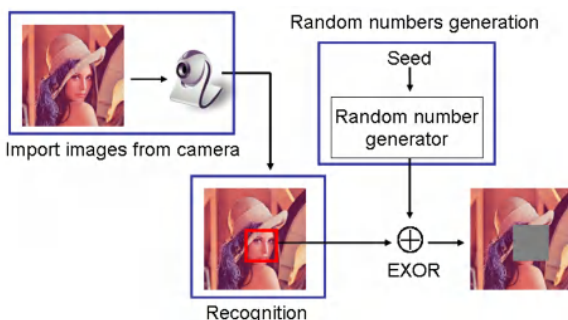 Random numbers generation
Seed
Random number
generator
Import images from camera
EXOR
Recognition